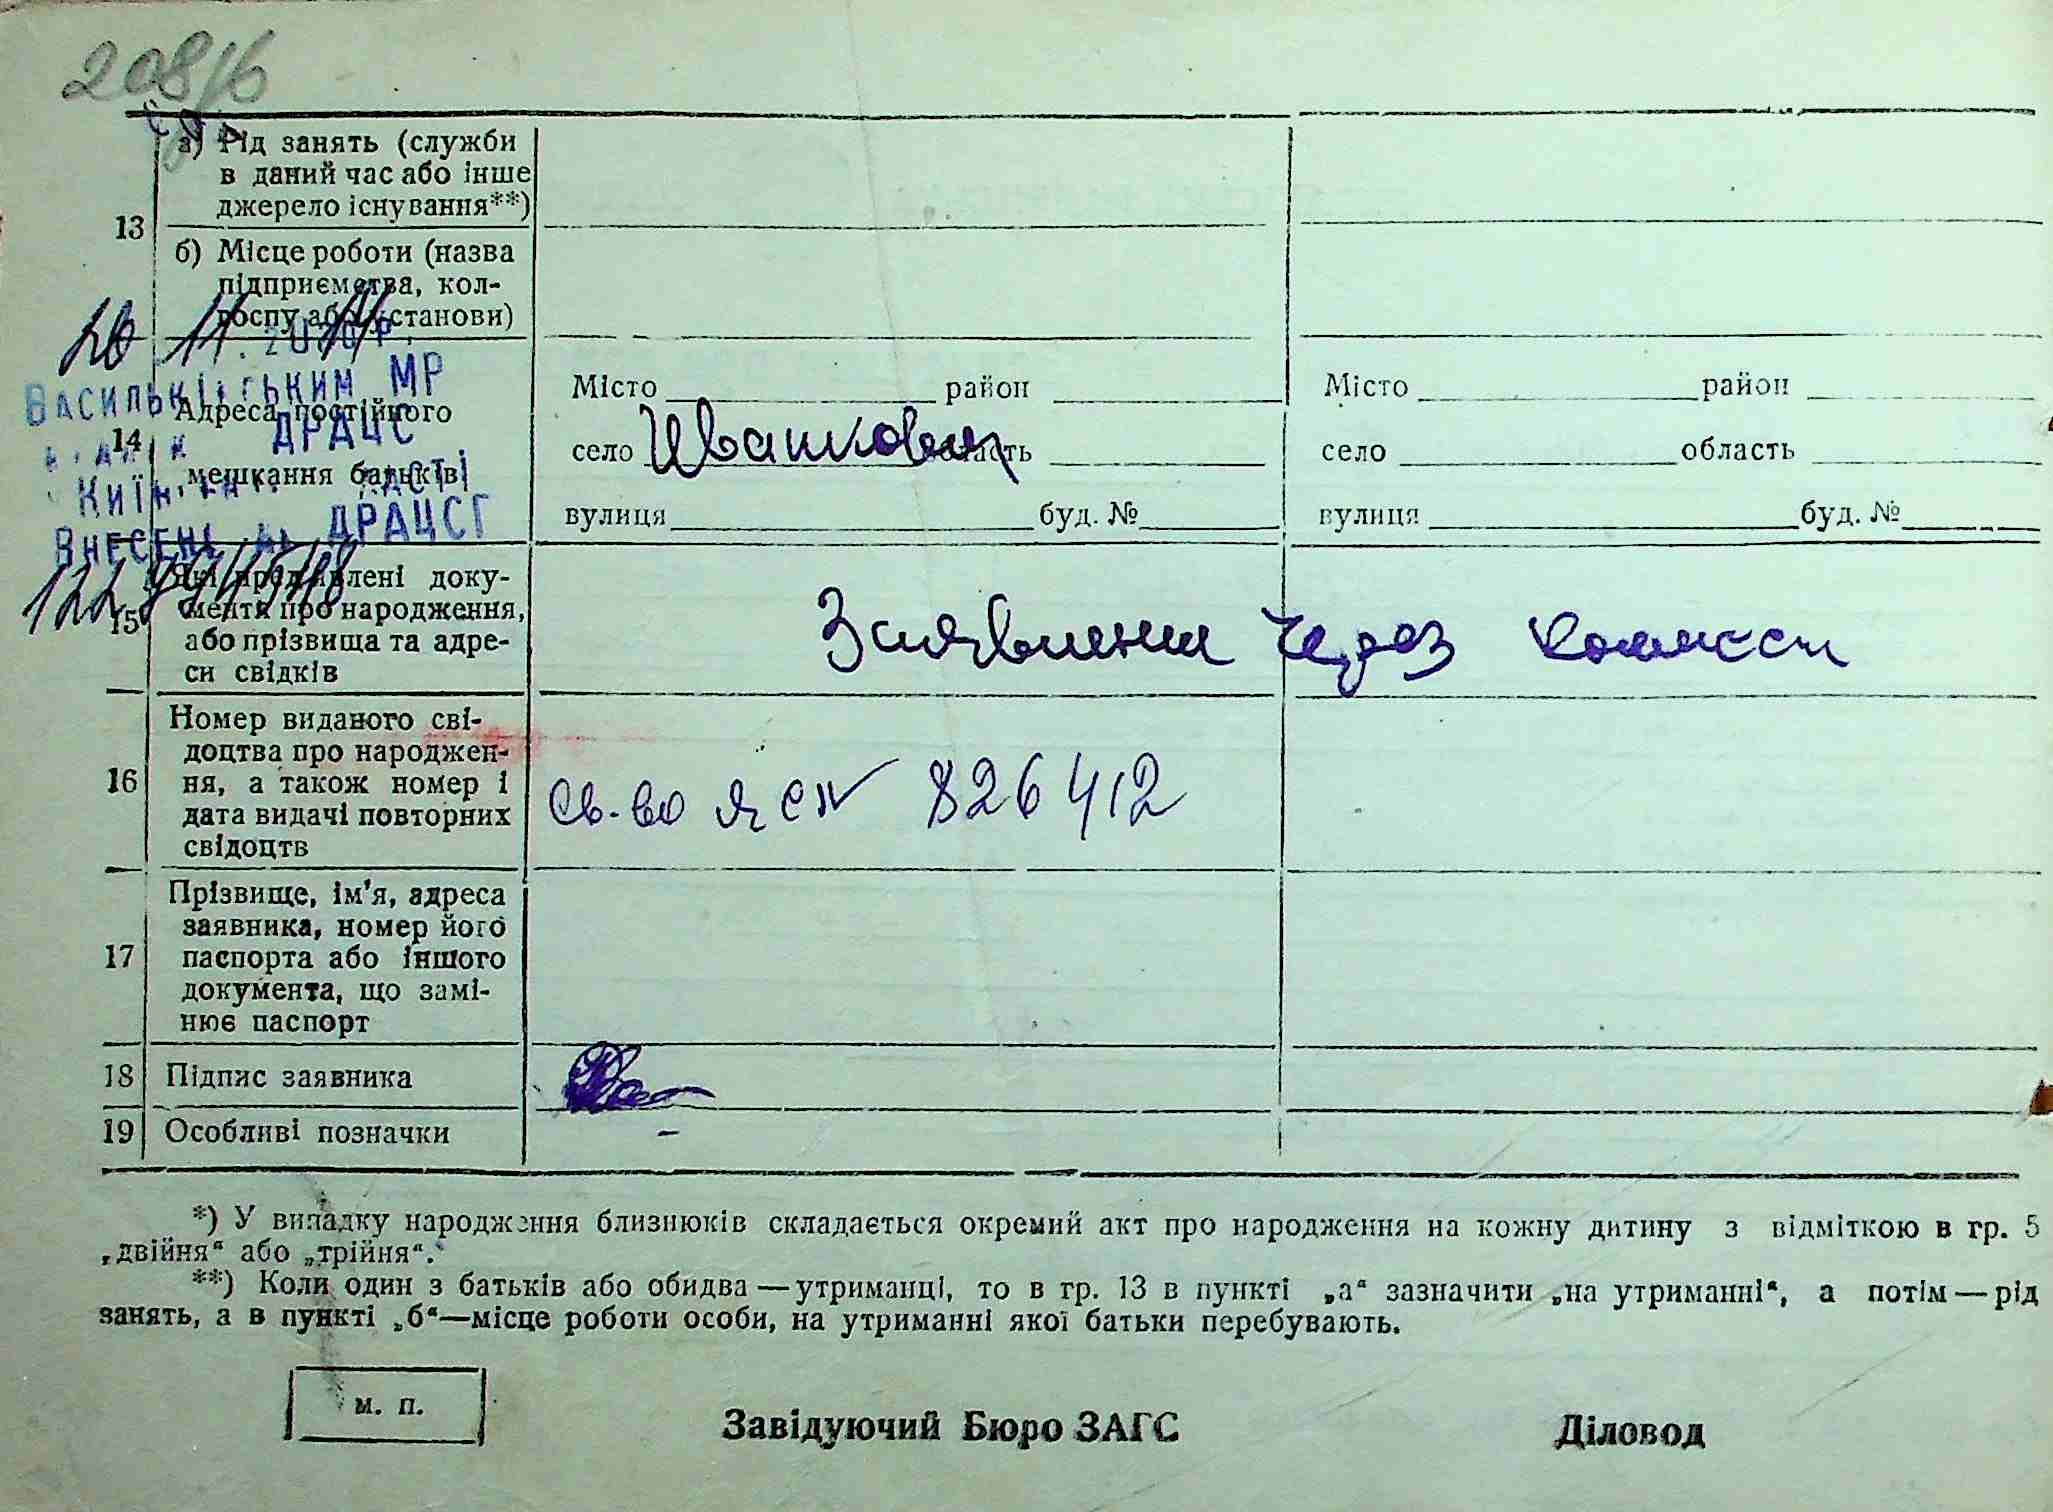 208/б
13
а) Рід занять (служби
в даний час або інше
джерело існування**)
б) Місце роботи (назва
підприємства, кол-
госпу або установи)
26 11
ВАСИЛЬКІВСЬКИМ МР
ДРАЦС
ВНЕСЕНІ ДРАЦСГ
14
Адреса постійного
мешкання батьків
Місто район
село Иванковичи область
вулиця буд. №
Місто район
село область
вулиця буд. №
15
Які пред'явлені доку-
менти про народження,
або прізвища та адре-
си свідків
Заявлении через
16
Номер виданого сві-
доцтва про народжен-
ня, а також номер і
дата видачі повторних
свідоцтв
св-во 826412
17
Прізвище, ім'я, адреса
заявника, номер його
паспорта або іншого
документа, що замі-
нює паспорт
18 Підпис заявника
19 Особливі позначки –
*) У випадку народження близнюків складається окремий акт про народження на кожну дитину з відміткою в гр. 5
„двійня“ або „трійня“.
**) Коли один з батьків або обидва—утриманці, то в гр. 13 в пункті „а“ зазначити „на утриманні“, а потім—рід
занять, а в пункті „б“—місце роботи особи, на утриманні якої батьки перебувають.
м. п.
Завідуючий Бюро ЗАГС Діловод